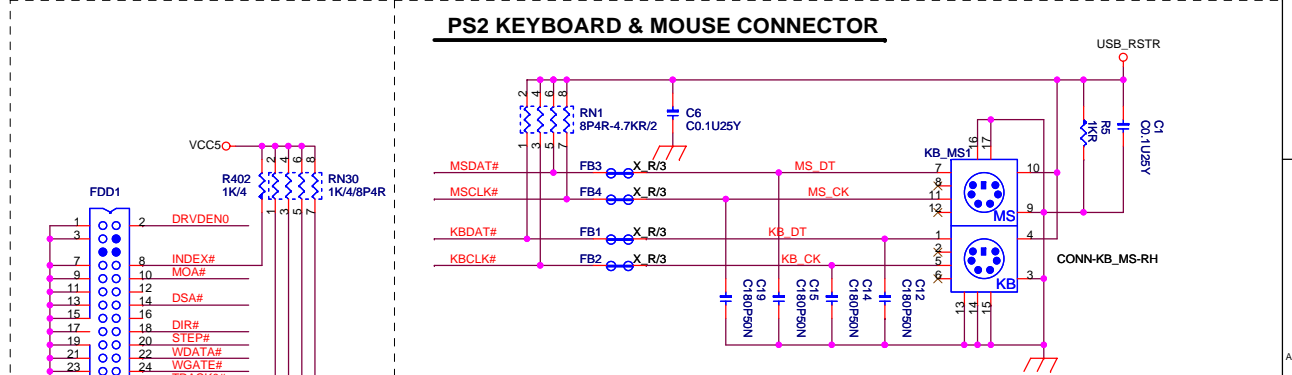 PS2 KEYBOARD & MOUSE CONNECTOR
USB_RSTR
2 4 6 8
RN1
8P4R-4.7KR/2
1 3 5 7
C6
C0.1U25Y
R5
1KR
C1
C0.1U25Y
VCC5
2 4 6 8
R402
1K/4
RN30
1K/4/8P4R
1 3 5 7
FDD1
1 2 DRVDEN0
3
7 8 INDEX#
9 10 MOA#
11 12
13 14 DSA#
15 16
17 18 DIR#
19 20 STEP#
21 22 WDATA#
23 24 WGATE#
MSDAT# FB3 X_R/3 MS_DT
MSCLK# FB4 X_R/3 MS_CK
KBDAT# FB1 X_R/3 KB_DT
KBCLK# FB2 X_R/3 KB_CK
C19
C180P50N
C15
C180P50N
C14
C180P50N
C12
C180P50N
KB_MS1
16 17
7 10
8
11
12 9
MS
1 4
2
5
6 3
KB
13 14 15
CONN-KB_MS-RH
A